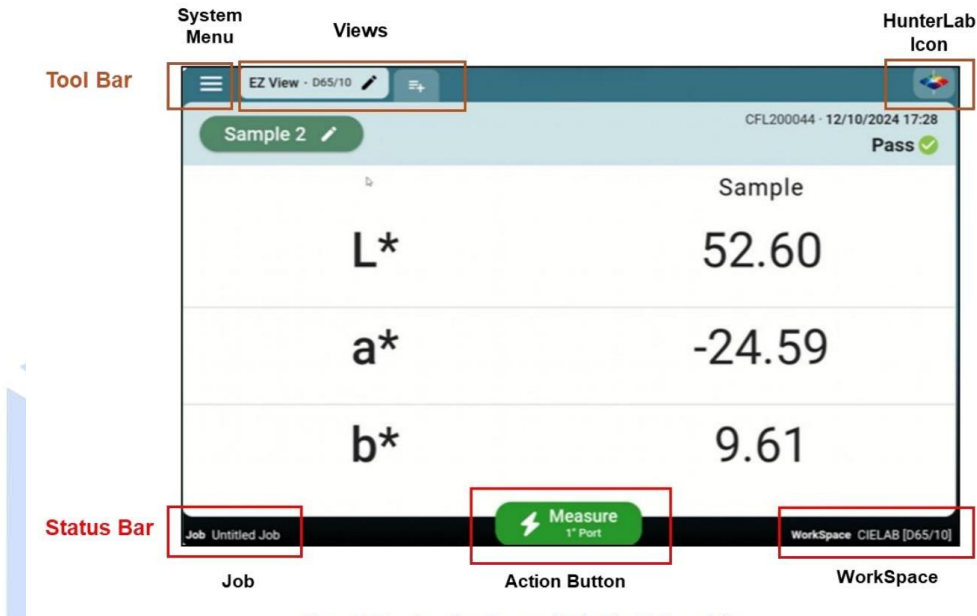 System
Menu
Views
HunterLab
Icon
Tool Bar
EZ View · D65/10
CFL200044 · 12/10/2024 17:28
Sample 2
Pass
Sample
L* 52.60
a* -24.59
b* 9.61
Status Bar
Job Untitled Job
Measure
1" Port
WorkSpace CIELAB [D65/10]
Job
Action Button
WorkSpace